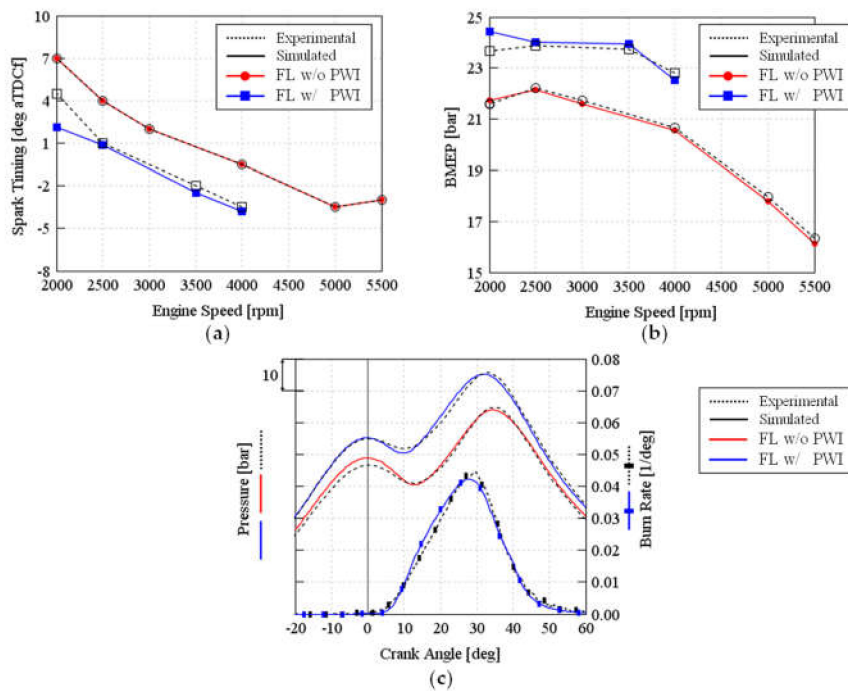 10
7
4
1
-2
-5
-8
2000 2500 3000 3500 4000 4500 5000 5500
Spark Timing [deg aTDCf]
Engine Speed [rpm]
Experimental
Simulated
FL w/o PWI
FL w/ PWI
(a)
27
25
23
21
19
17
15
2000 2500 3000 3500 4000 4500 5000 5500
BMEP [bar]
Engine Speed [rpm]
Experimental
Simulated
FL w/o PWI
FL w/ PWI
(b)
10
Pressure [bar]
0.08
0.07
0.06
0.05
0.04
0.03
0.02
0.01
0.00
Burn Rate [1/deg]
-20 -10 0 10 20 30 40 50 60
Crank Angle [deg]
Experimental
Simulated
FL w/o PWI
FL w/ PWI
(c)